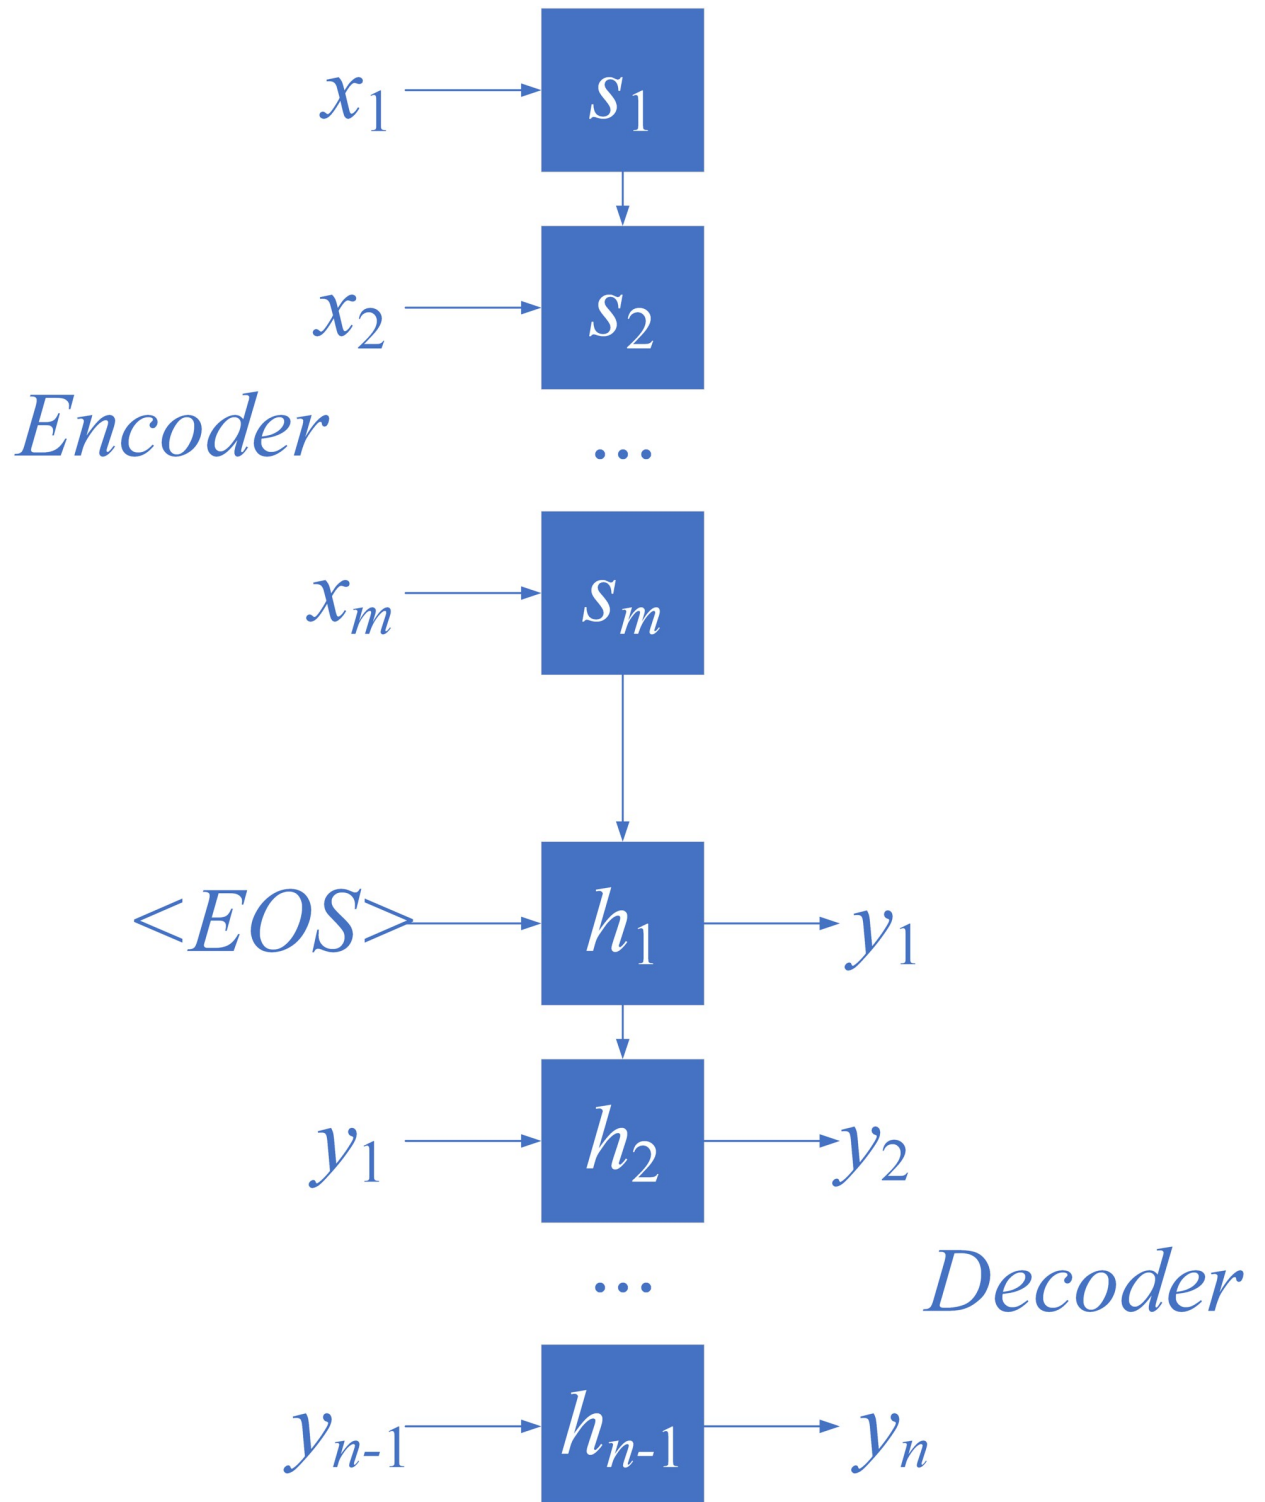 x₁ s₁
x₂ s₂
Encoder
...
xₘ sₘ
<EOS> h₁ y₁
y₁ h₂ y₂
...
Decoder
yₙ₋₁ hₙ₋₁ yₙ